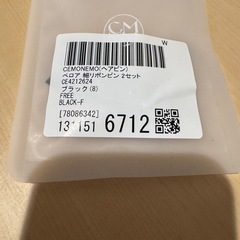 CM
W
CEMONEMO(ヘアピン)
ベロア 細リボンピン 2セット
CE4212624
ブラック(8)
FREE
BLACK-F
[78086342]
131151 6712